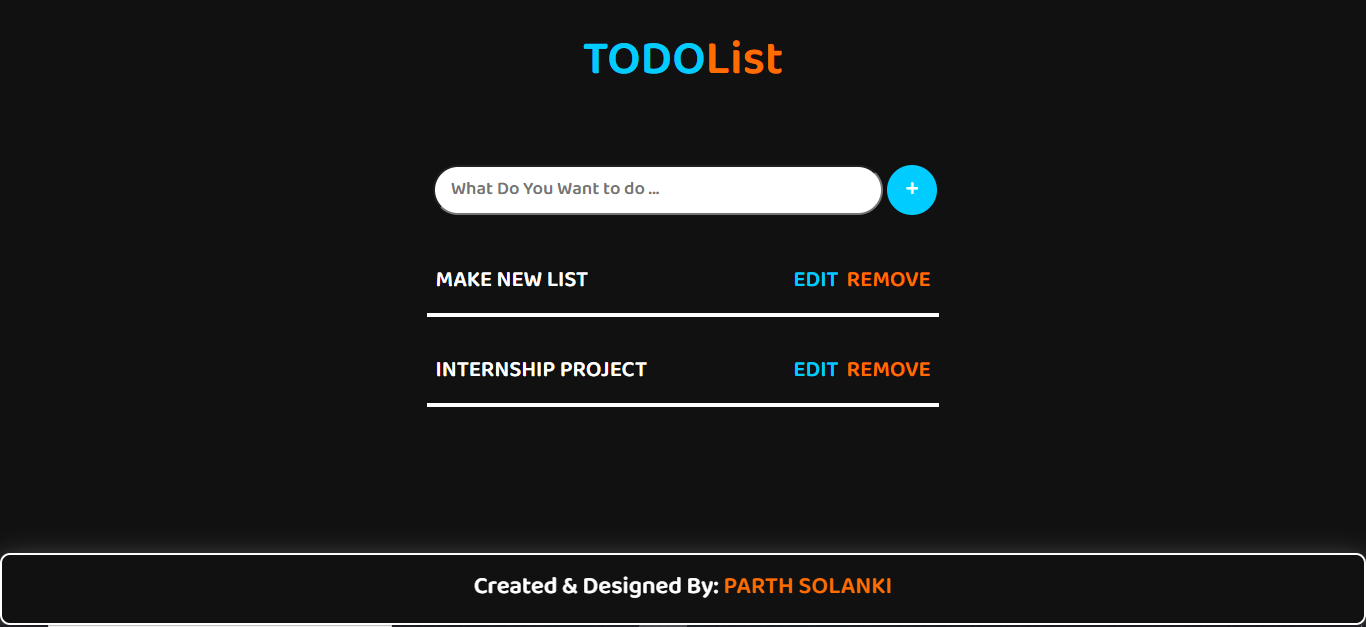 TODOList
What Do You Want to do ...
+
MAKE NEW LIST EDIT REMOVE
INTERNSHIP PROJECT EDIT REMOVE
Created & Designed By: PARTH SOLANKI